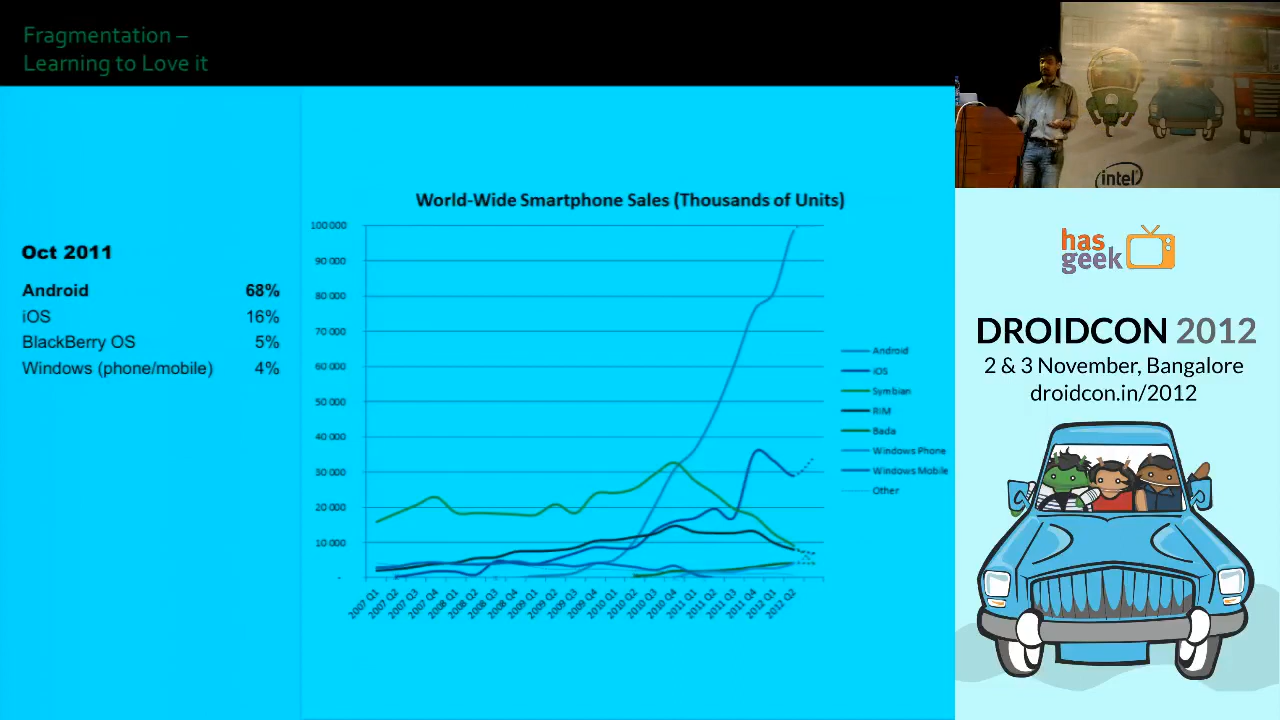 Fragmentation –
Learning to Love it
Oct 2011
Android 68%
iOS 16%
BlackBerry OS 5%
Windows (phone/mobile) 4%
World-Wide Smartphone Sales (Thousands of Units)
100 000
90 000
80 000
70 000
60 000
50 000
40 000
30 000
20 000
10 000
-
2007 Q1
2007 Q2
2007 Q3
2007 Q4
2008 Q1
2008 Q2
2008 Q3
2008 Q4
2009 Q1
2009 Q2
2009 Q3
2009 Q4
2010 Q1
2010 Q2
2010 Q3
2010 Q4
2011 Q1
2011 Q2
2011 Q3
2011 Q4
2012 Q1
2012 Q2
Android
iOS
Symbian
RIM
Bada
Windows Phone
Windows Mobile
Other
intel
has
geek
DROIDCON 2012
2 & 3 November, Bangalore
droidcon.in/2012